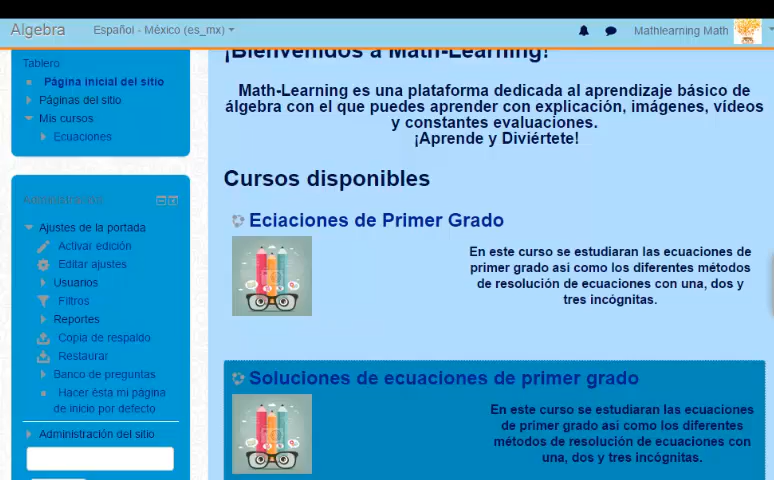 Algebra
Español - México (es_mx)
Mathlearning Math
Tablero
Página inicial del sitio
Páginas del sitio
Mis cursos
Ecuaciones
Ajustes de la portada
Activar edición
Editar ajustes
Usuarios
Filtros
Reportes
Copia de respaldo
Restaurar
Banco de preguntas
Hacer ésta mi página
de inicio por defecto
Administración del sitio
¡Bienvenidos a Math-Learning!
Math-Learning es una plataforma dedicada al aprendizaje básico de
álgebra con el que puedes aprender con explicación, imágenes, vídeos
y constantes evaluaciones.
¡Aprende y Diviértete!
Cursos disponibles
Eciaciones de Primer Grado
En este curso se estudiaran las ecuaciones de
primer grado asi como los diferentes métodos
de resolución de ecuaciones con una, dos y
tres incógnitas.
Soluciones de ecuaciones de primer grado
En este curso se estudiaran las ecuaciones
de primer grado asi como los diferentes
métodos de resolución de ecuaciones con
una, dos y tres incógnitas.